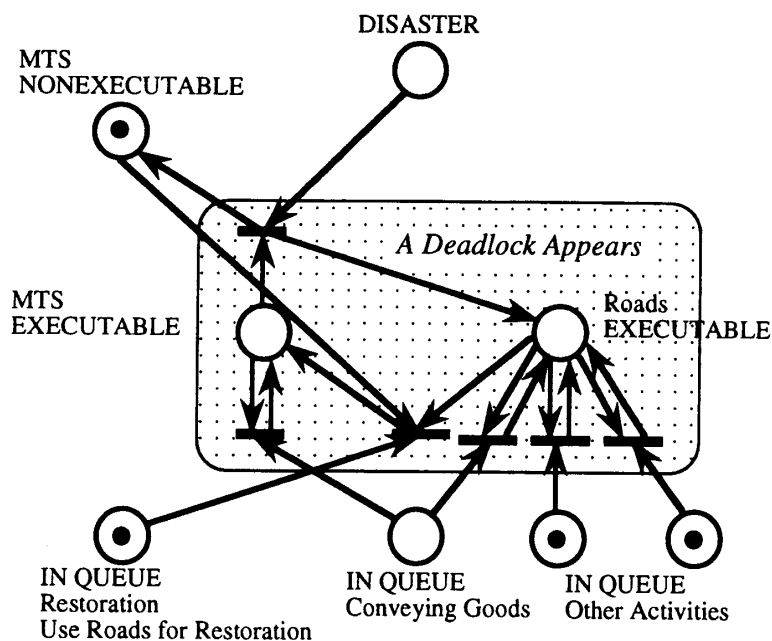 DISASTER
MTS
NONEXECUTABLE
A Deadlock Appears
MTS
EXECUTABLE
Roads
EXECUTABLE
IN QUEUE
Restoration
Use Roads for Restoration
IN QUEUE
Conveying Goods
IN QUEUE
Other Activities